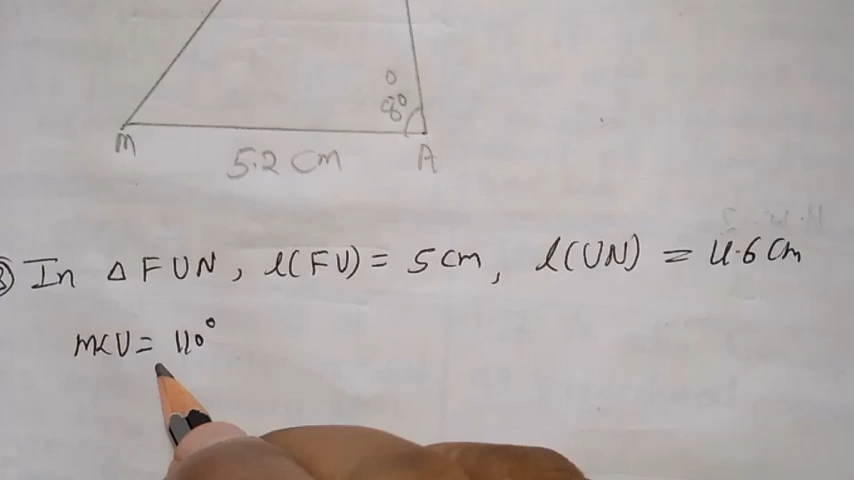 80°
M
A
5.2 cm
③ In △ FUN, l(FU) = 5 cm, l(UN) = 4.6 cm
m∠U = 110°